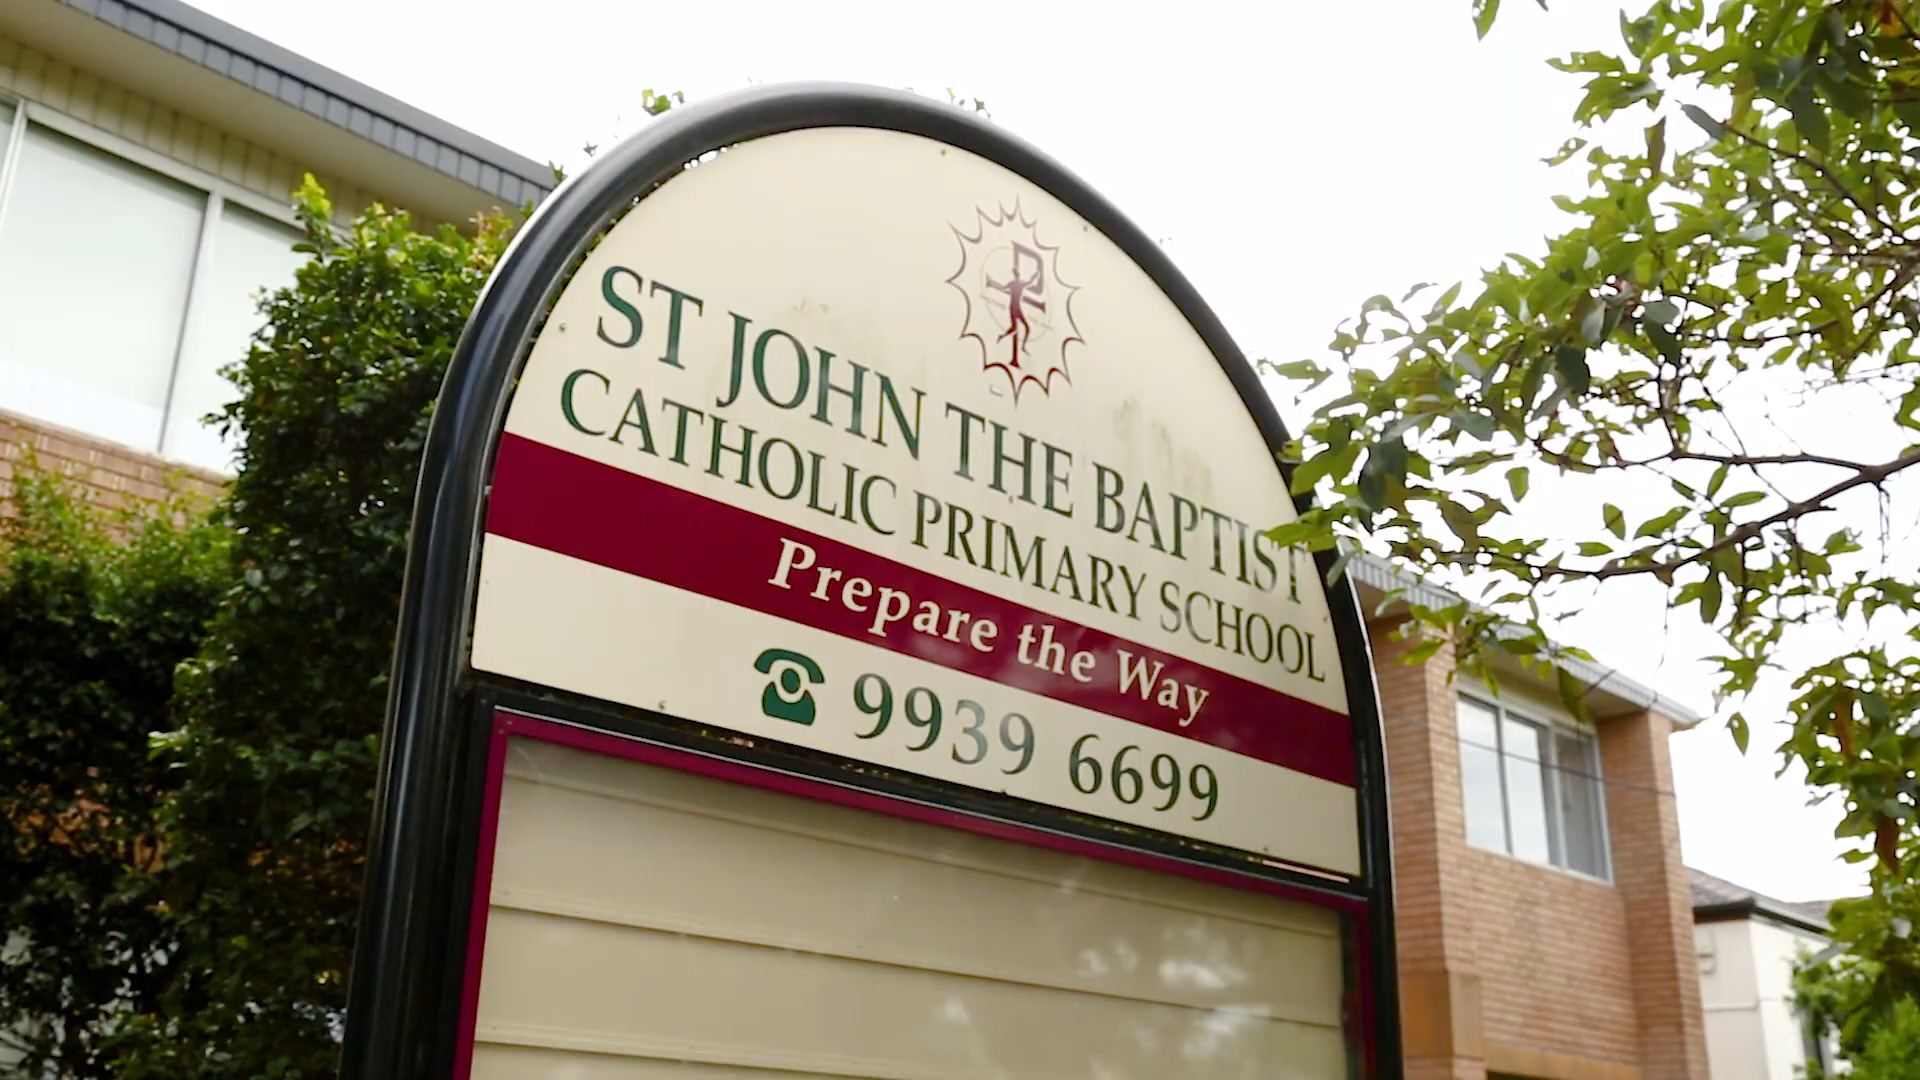 ST JOHN THE BAPTIST
CATHOLIC PRIMARY SCHOOL
Prepare the Way
9939 6699